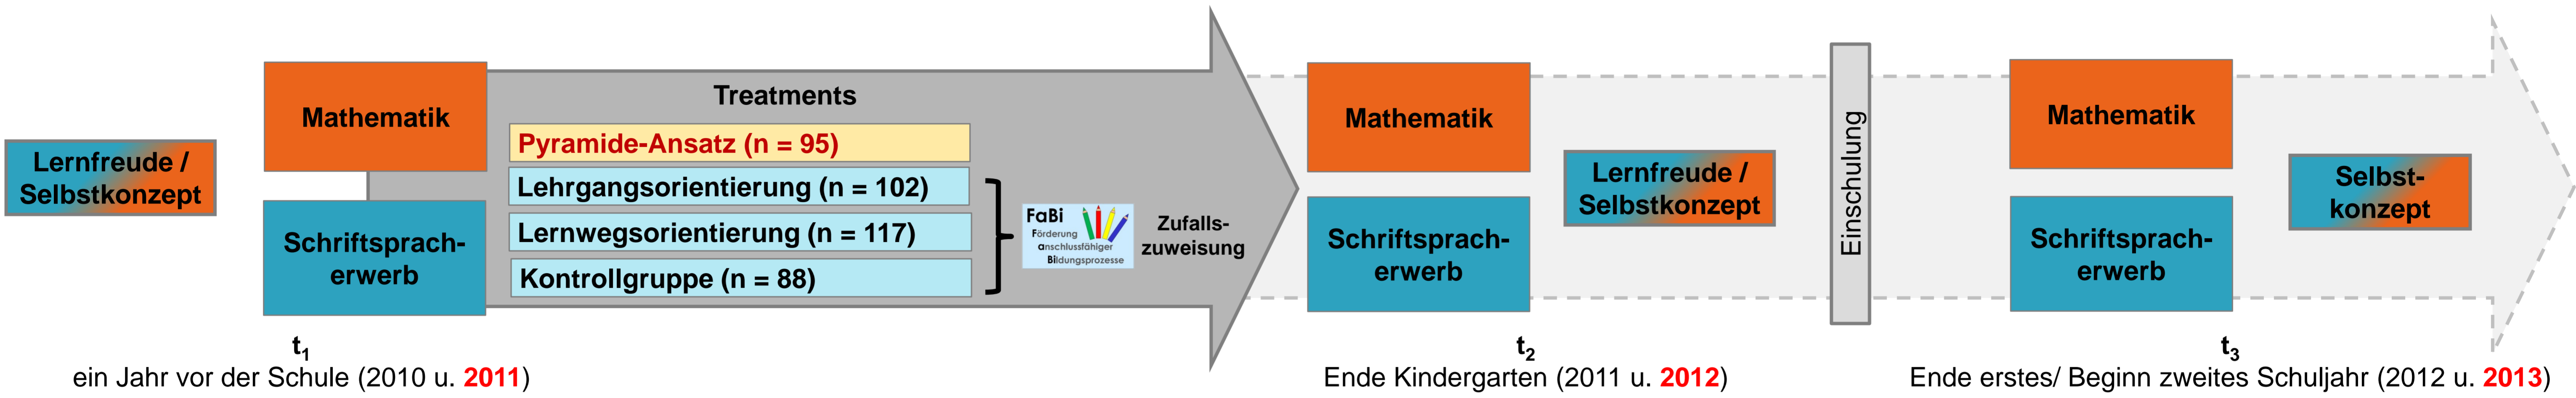 Lernfreude /
Selbstkonzept
Mathematik
Schriftsprach-
erwerb
Treatments
Pyramide-Ansatz (n = 95)
Lehrgangsorientierung (n = 102)
Lernwegsorientierung (n = 117)
Kontrollgruppe (n = 88)
FaBi
Förderung
anschlussfähiger
Bildungsprozesse
Zufalls-
zuweisung
t1
ein Jahr vor der Schule (2010 u. 2011)
Mathematik
Schriftsprach-
erwerb
Lernfreude /
Selbstkonzept
t2
Ende Kindergarten (2011 u. 2012)
Einschulung
Mathematik
Schriftsprach-
erwerb
Selbst-
konzept
t3
Ende erstes/ Beginn zweites Schuljahr (2012 u. 2013)